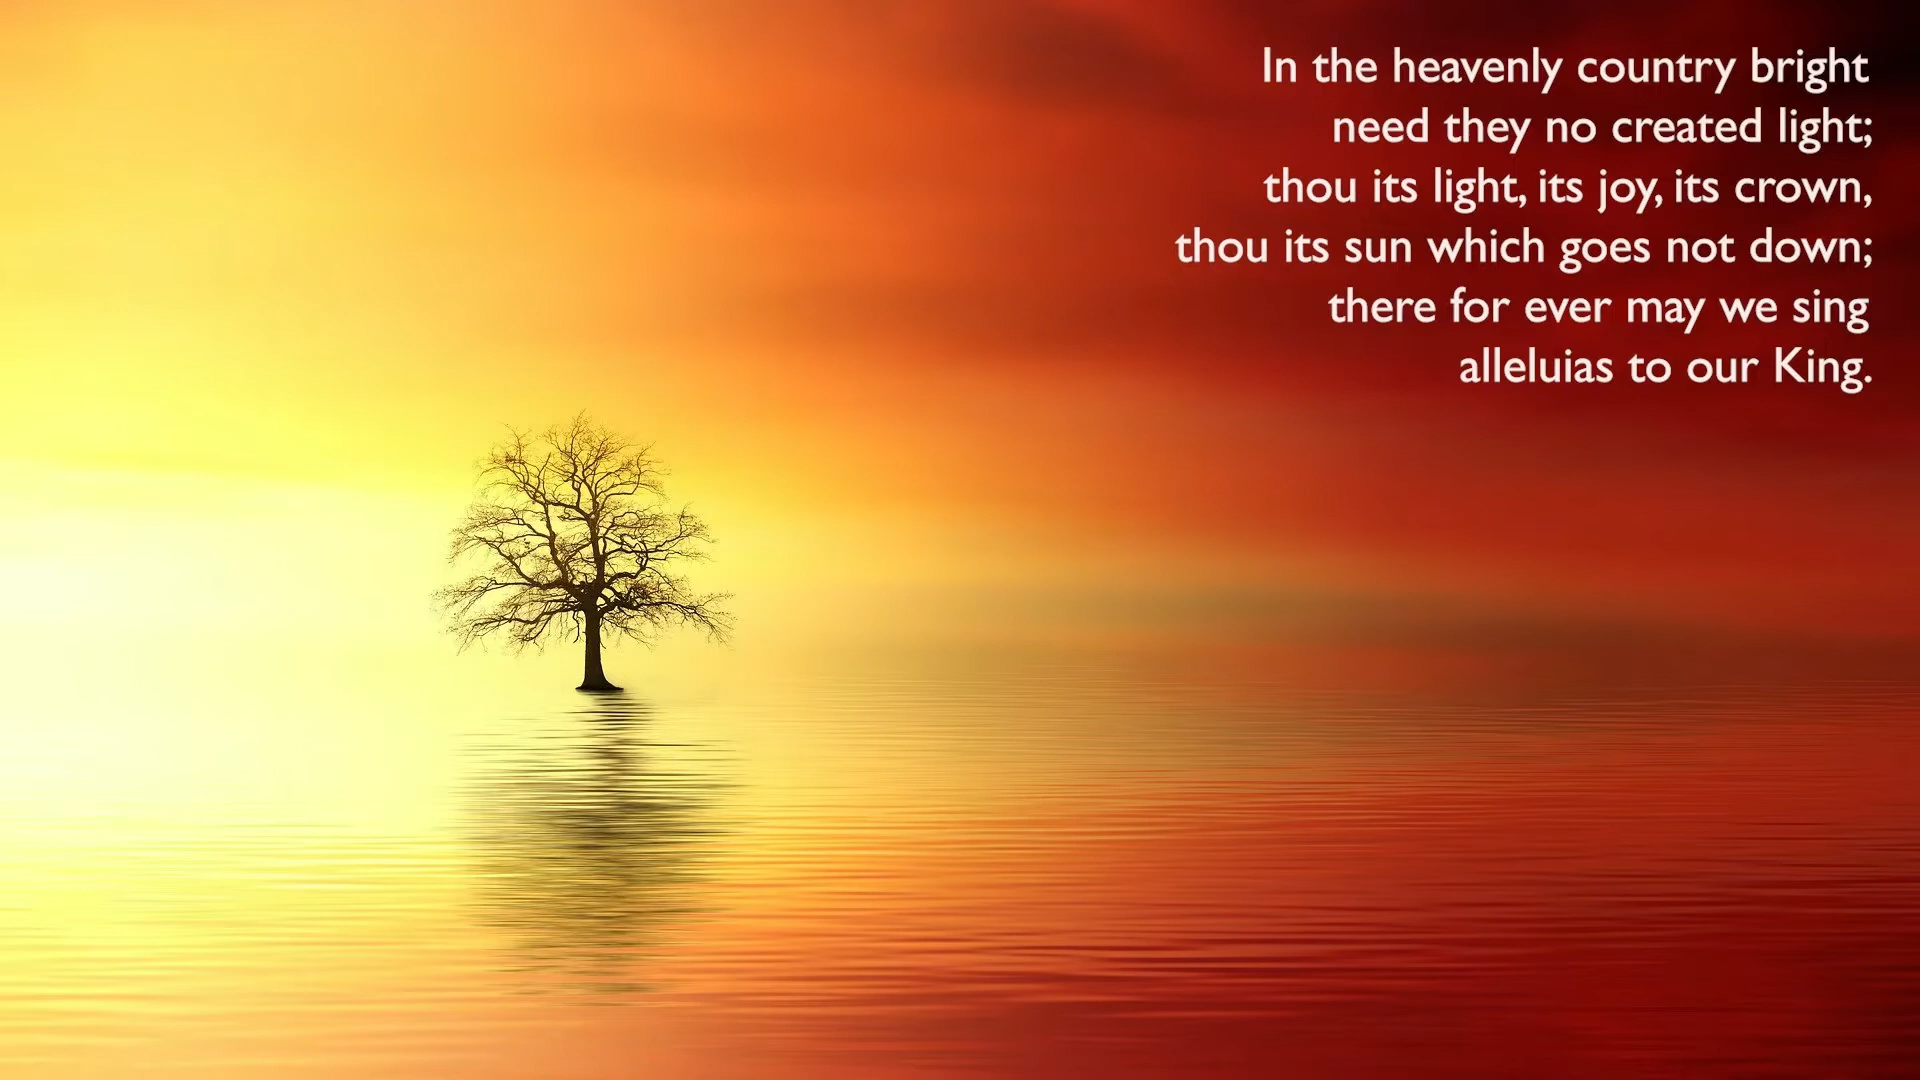 In the heavenly country bright
need they no created light;
thou its light, its joy, its crown,
thou its sun which goes not down;
there for ever may we sing
alleluias to our King.